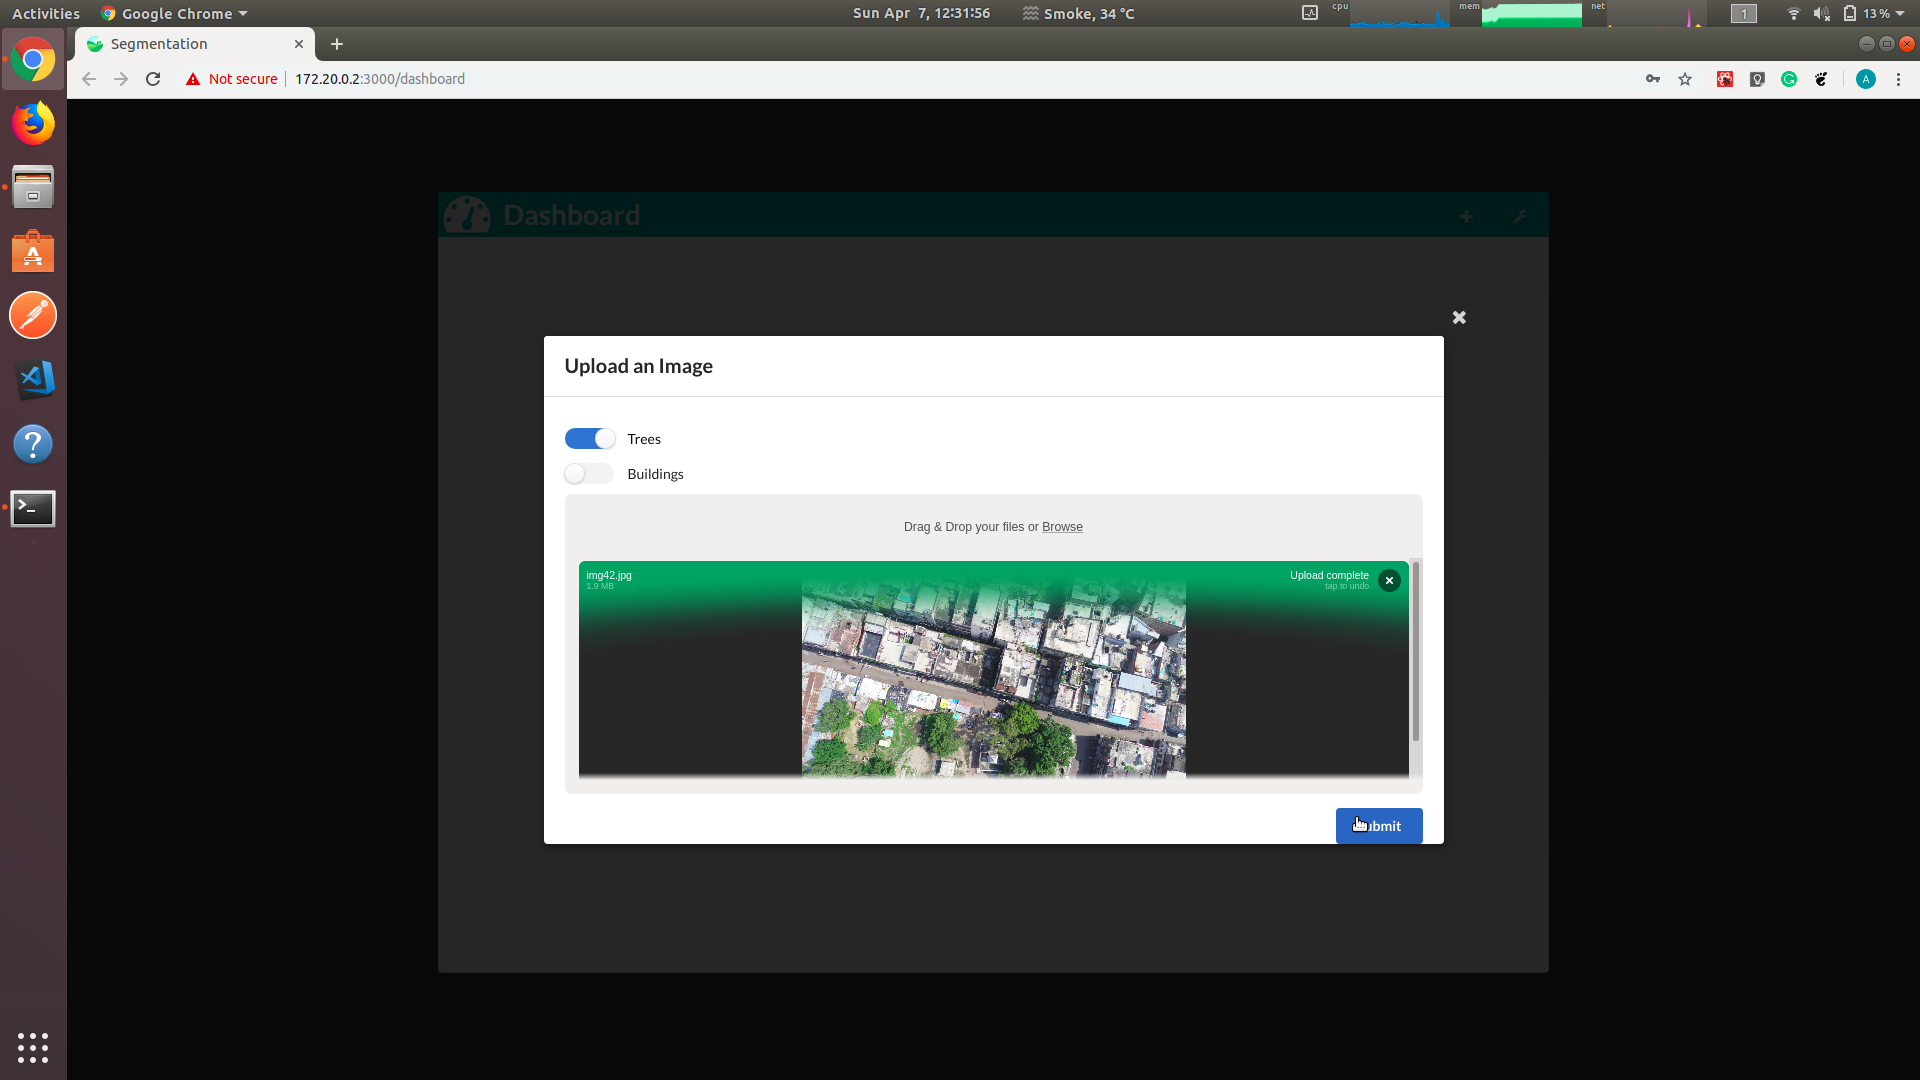 Activities Google Chrome Sun Apr 7, 12:31:56 Smoke, 34 °C cpu mem net 1 13 %
Segmentation
Not secure 172.20.0.2:3000/dashboard A
Dashboard
Upload an Image
Trees
Buildings
Drag & Drop your files or Browse
img42.jpg Upload complete
1.9 MB tap to undo
ubmit